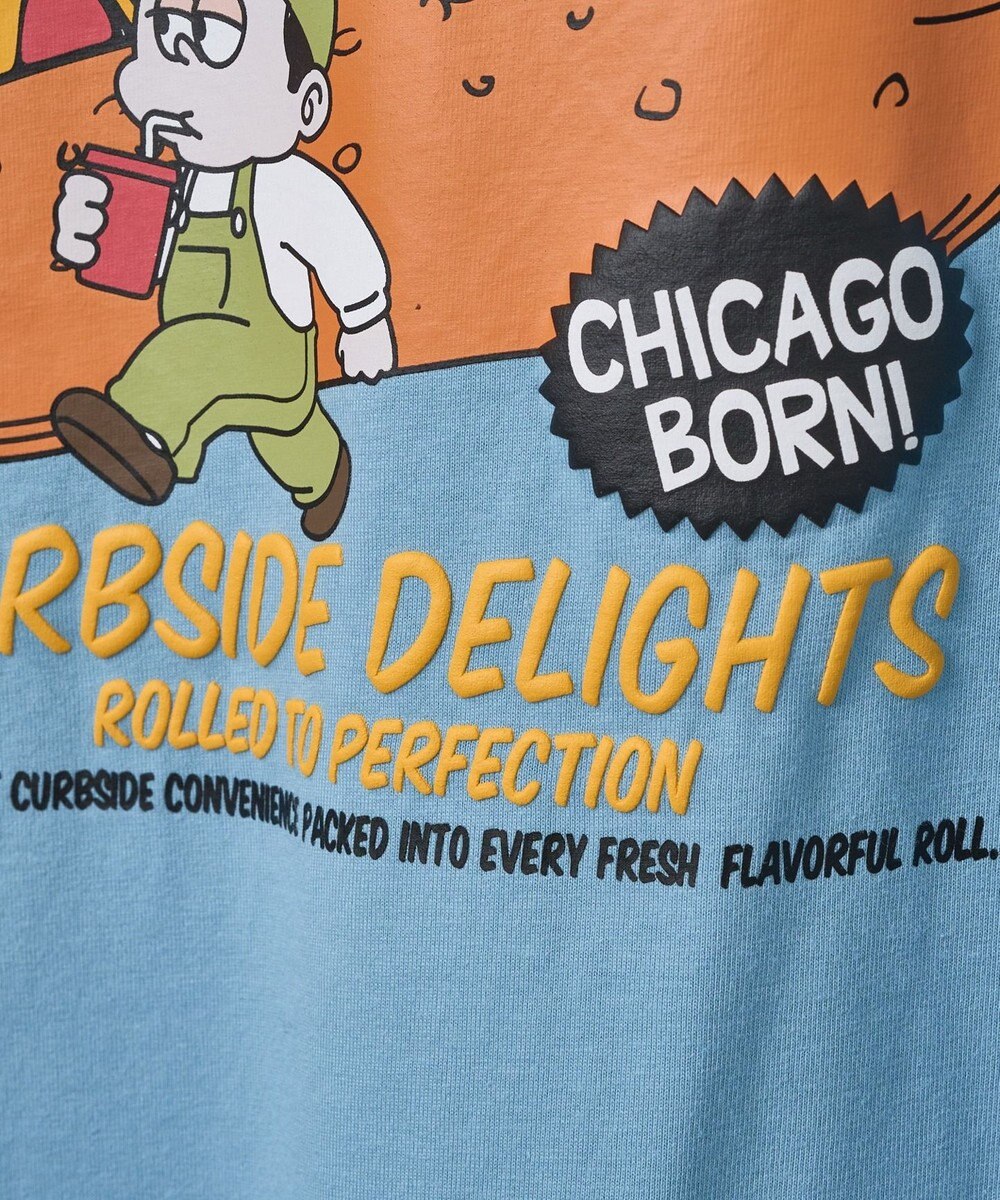 CHICAGO
BORN!
RBSIDE DELIGHTS
ROLLED TO PERFECTION
CURBSIDE CONVENIENCE PACKED INTO EVERY FRESH FLAVORFUL ROLL.